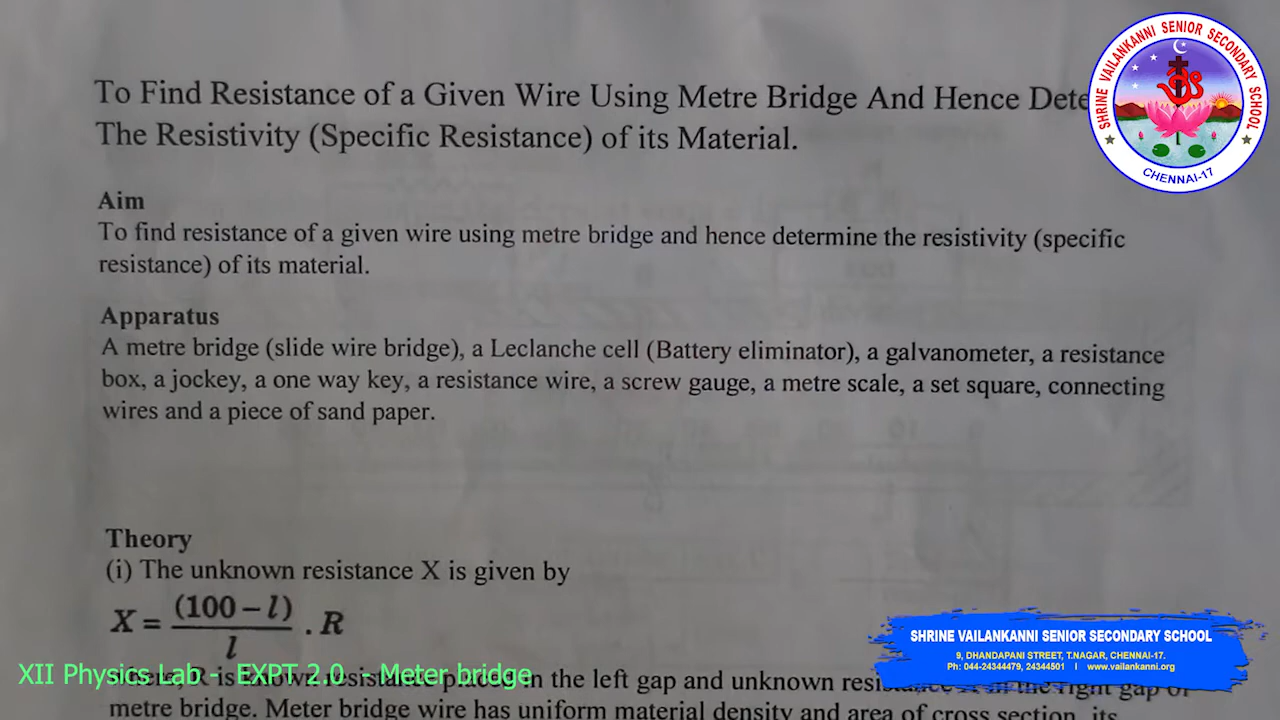 To Find Resistance of a Given Wire Using Metre Bridge And Hence Dete
The Resistivity (Specific Resistance) of its Material.
SHRINE VAILANKANNI SENIOR SECONDARY SCHOOL
CHENNAI-17
Aim
To find resistance of a given wire using metre bridge and hence determine the resistivity (specific
resistance) of its material.
Apparatus
A metre bridge (slide wire bridge), a Leclanche cell (Battery eliminator), a galvanometer, a resistance
box, a jockey, a one way key, a resistance wire, a screw gauge, a metre scale, a set square, connecting
wires and a piece of sand paper.
Theory
(i) The unknown resistance X is given by
X = (100 – l) / l . R
in the left gap and unknown
metre bridge. Meter bridge wire has uniform material density and area of cross section, its
XII Physics Lab - EXPT 2.0 - Meter bridge
SHRINE VAILANKANNI SENIOR SECONDARY SCHOOL
9, DHANDAPANI STREET, T.NAGAR, CHENNAI-17.
Ph: 044-24344479, 24344501 I www.vailankanni.org